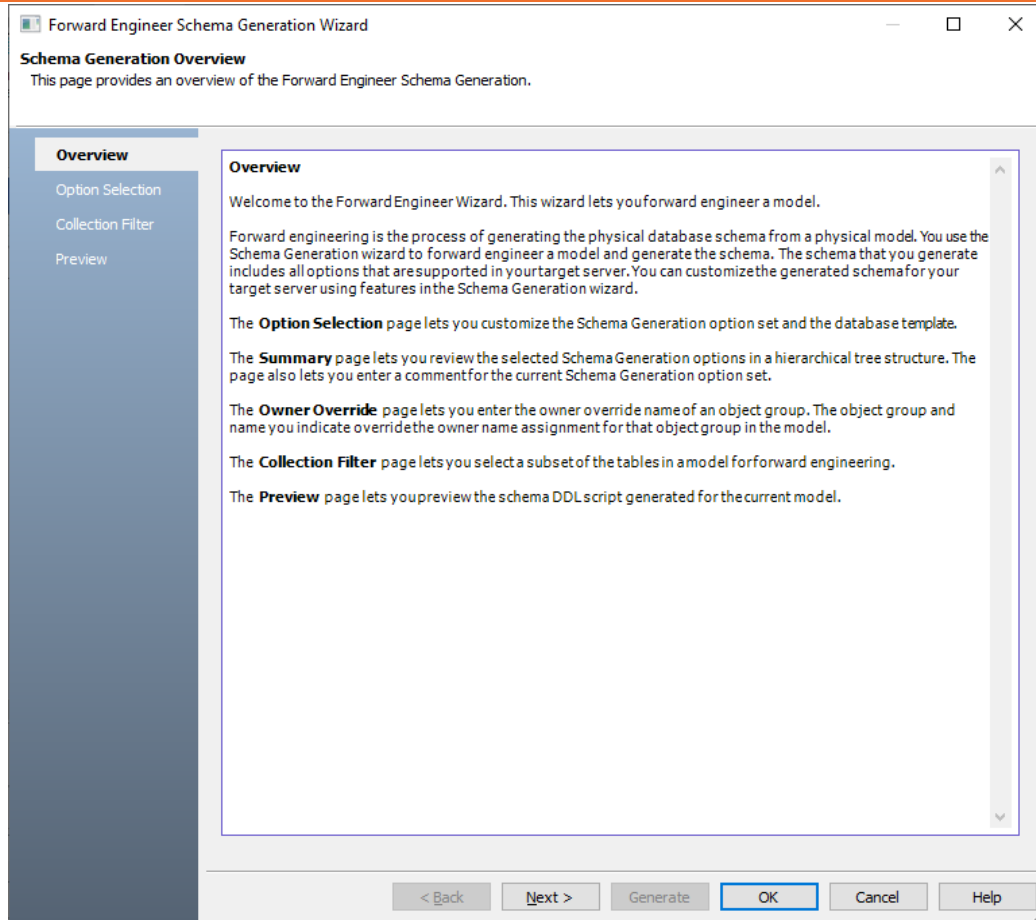 Forward Engineer Schema Generation Wizard
Schema Generation Overview
This page provides an overview of the Forward Engineer Schema Generation.
Overview
Option Selection
Collection Filter
Preview
Overview
Welcome to the Forward Engineer Wizard. This wizard lets you forward engineer a model.
Forward engineering is the process of generating the physical database schema from a physical model. You use the
Schema Generation wizard to forward engineer a model and generate the schema. The schema that you generate
includes all options that are supported in your target server. You can customize the generated schema for your
target server using features in the Schema Generation wizard.
The Option Selection page lets you customize the Schema Generation option set and the database template.
The Summary page lets you review the selected Schema Generation options in a hierarchical tree structure. The
page also lets you enter a comment for the current Schema Generation option set.
The Owner Override page lets you enter the owner override name of an object group. The object group and
name you indicate override the owner name assignment for that object group in the model.
The Collection Filter page lets you select a subset of the tables in a model for forward engineering.
The Preview page lets you preview the schema DDL script generated for the current model.
< Back
Next >
Generate
OK
Cancel
Help